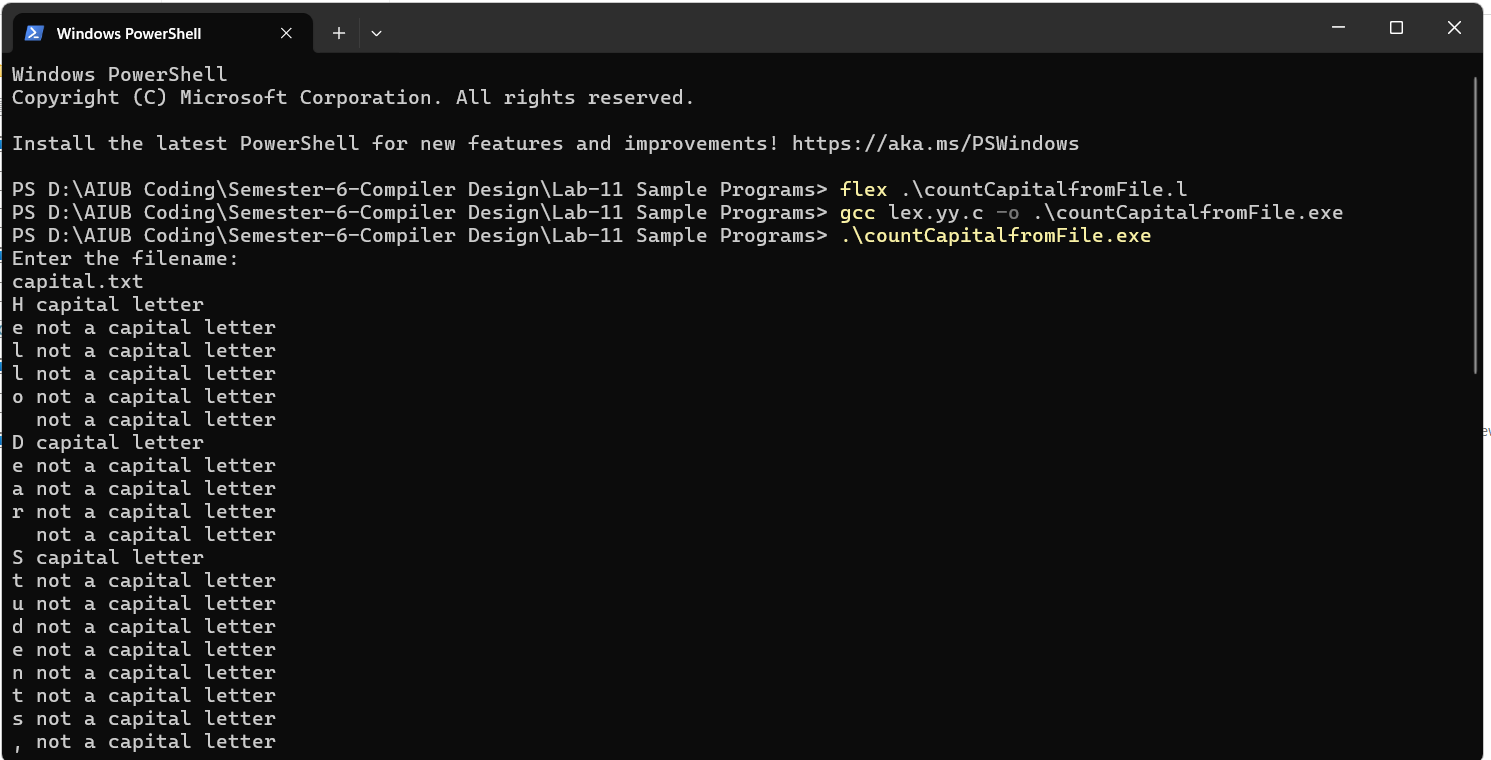 Windows PowerShell
Windows PowerShell
Copyright (C) Microsoft Corporation. All rights reserved.
Install the latest PowerShell for new features and improvements! https://aka.ms/PSWindows
PS D:\AIUB Coding\Semester-6-Compiler Design\Lab-11 Sample Programs> flex .\countCapitalfromFile.l
PS D:\AIUB Coding\Semester-6-Compiler Design\Lab-11 Sample Programs> gcc lex.yy.c -o .\countCapitalfromFile.exe
PS D:\AIUB Coding\Semester-6-Compiler Design\Lab-11 Sample Programs> .\countCapitalfromFile.exe
Enter the filename:
capital.txt
H capital letter
e not a capital letter
l not a capital letter
l not a capital letter
o not a capital letter
  not a capital letter
D capital letter
e not a capital letter
a not a capital letter
r not a capital letter
  not a capital letter
S capital letter
t not a capital letter
u not a capital letter
d not a capital letter
e not a capital letter
n not a capital letter
t not a capital letter
s not a capital letter
, not a capital letter